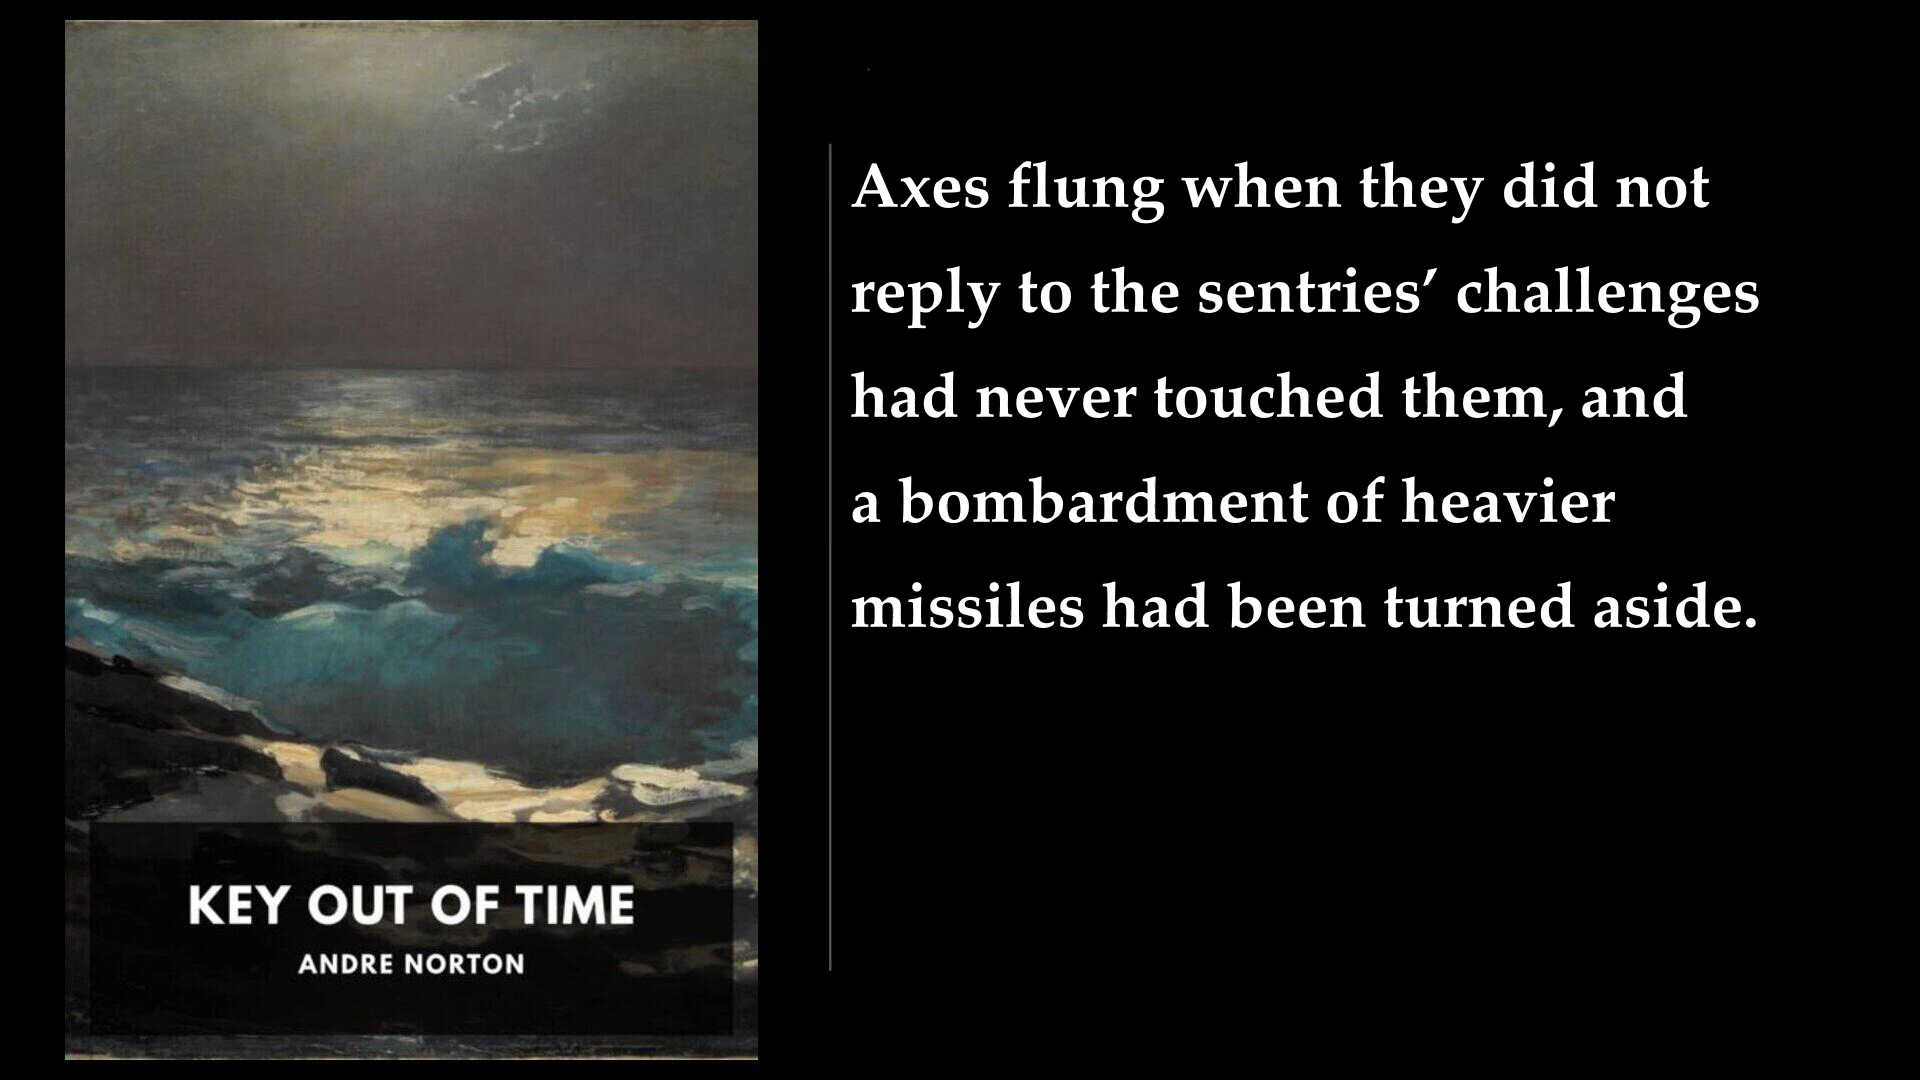 KEY OUT OF TIME
ANDRE NORTON
Axes flung when they did not
reply to the sentries’ challenges
had never touched them, and
a bombardment of heavier
missiles had been turned aside.